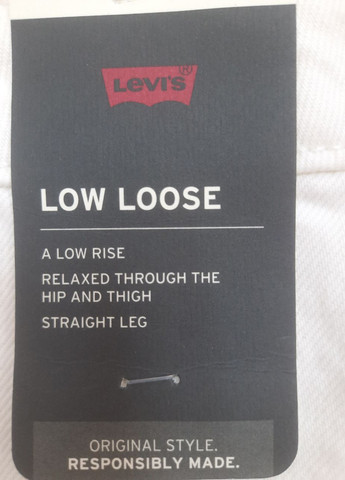 LEVI'S®
LOW LOOSE
A LOW RISE
RELAXED THROUGH THE
HIP AND THIGH
STRAIGHT LEG
ORIGINAL STYLE.
RESPONSIBLY MADE.